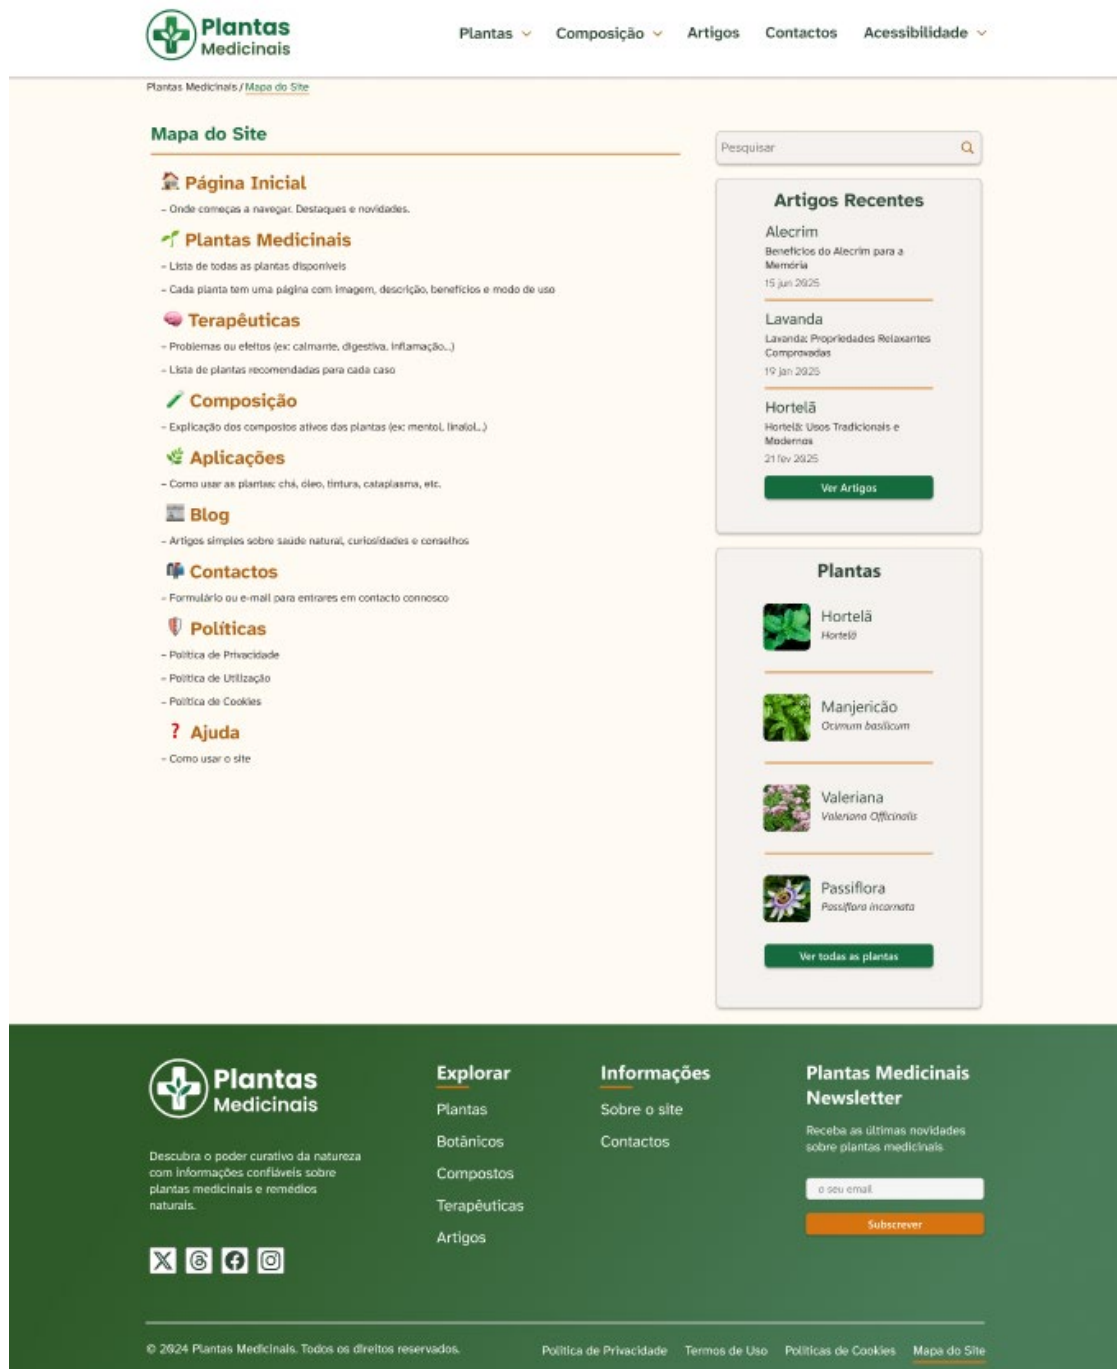 Plantas
Medicinais
Plantas
Composição
Artigos
Contactos
Acessibilidade
Plantas Medicinais / Mapa do Site
Mapa do Site
Página Inicial
– Onde começas a navegar. Destaques e novidades.
Plantas Medicinais
– Lista de todas as plantas disponíveis
– Cada planta tem uma página com imagem, descrição, benefícios e modo de uso
Terapêuticas
– Problemas ou efeitos (ex: calmante, digestiva, inflamação...)
– Lista de plantas recomendadas para cada caso
Composição
– Explicação dos compostos ativos das plantas (ex: mentol, linalol...)
Aplicações
– Como usar as plantas: chá, óleo, tintura, cataplasma, etc.
Blog
– Artigos simples sobre saúde natural, curiosidades e conselhos
Contactos
– Formulário ou e-mail para entrares em contacto connosco
Políticas
– Política de Privacidade
– Política de Utilização
– Política de Cookies
Ajuda
– Como usar o site
Pesquisar
Artigos Recentes
Alecrim
Benefícios do Alecrim para a
Memória
15 jun 2025
Lavanda
Lavanda: Propriedades Relaxantes
Comprovadas
19 jan 2025
Hortelã
Hortelã: Usos Tradicionais e
Modernos
21 fev 2025
Ver Artigos
Plantas
Hortelã
Hortelã
Manjericão
Ocimum basilicum
Valeriana
Valeriana Officinalis
Passiflora
Passiflora incarnata
Ver todas as plantas
Plantas
Medicinais
Descubra o poder curativo da natureza
com informações confiáveis sobre
plantas medicinais e remédios
naturais.
Explorar
Plantas
Botânicos
Compostos
Terapêuticas
Artigos
Informações
Sobre o site
Contactos
Plantas Medicinais
Newsletter
Receba as últimas novidades
sobre plantas medicinais
o seu email
Subscrever
© 2024 Plantas Medicinais. Todos os direitos reservados.
Política de Privacidade
Termos de Uso
Políticas de Cookies
Mapa do Site